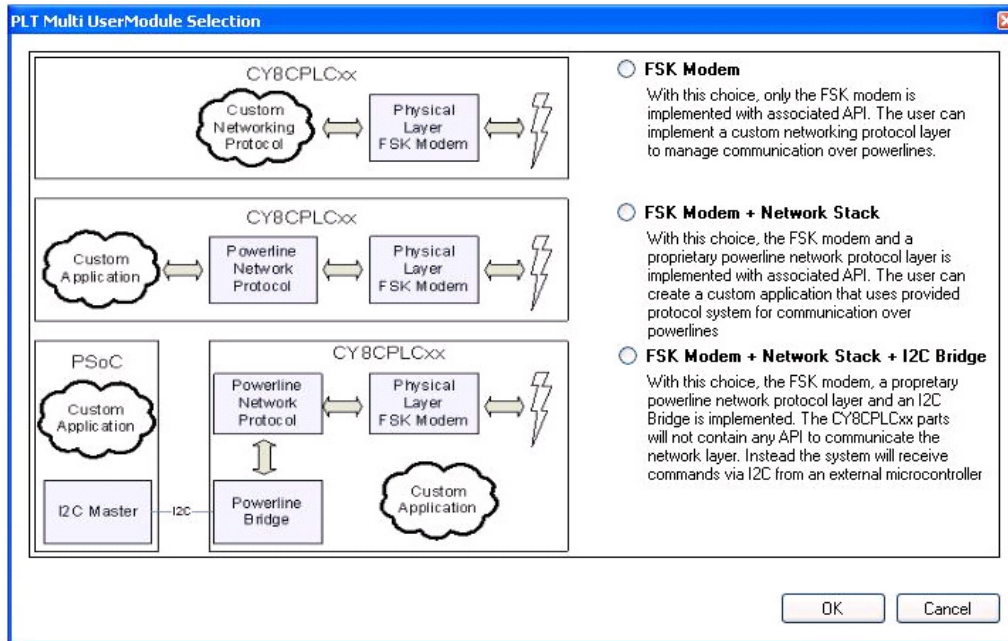 PLT Multi UserModule Selection
CY8CPLCxx
Custom
Networking
Protocol
Physical
Layer
FSK Modem
FSK Modem
With this choice, only the FSK modem is
implemented with associated API. The user can
implement a custom networking protocol layer
to manage communication over powerlines.
CY8CPLCxx
Custom
Application
Powerline
Network
Protocol
Physical
Layer
FSK Modem
FSK Modem + Network Stack
With this choice, the FSK modem and a
proprietary powerline network protocol layer is
implemented with associated API. The user can
create a custom application that uses provided
protocol system for communication over
powerlines
PSoC
Custom
Application
I2C Master
I2C
CY8CPLCxx
Powerline
Network
Protocol
Physical
Layer
FSK Modem
Powerline
Bridge
Custom
Application
FSK Modem + Network Stack + I2C Bridge
With this choice, the FSK modem, a propretary
powerline network protocol layer and an I2C
Bridge is implemented. The CY8CPLCxx parts
will not contain any API to communicate the
network layer. Instead the system will receive
commands via I2C from an external microcontroller
OK
Cancel